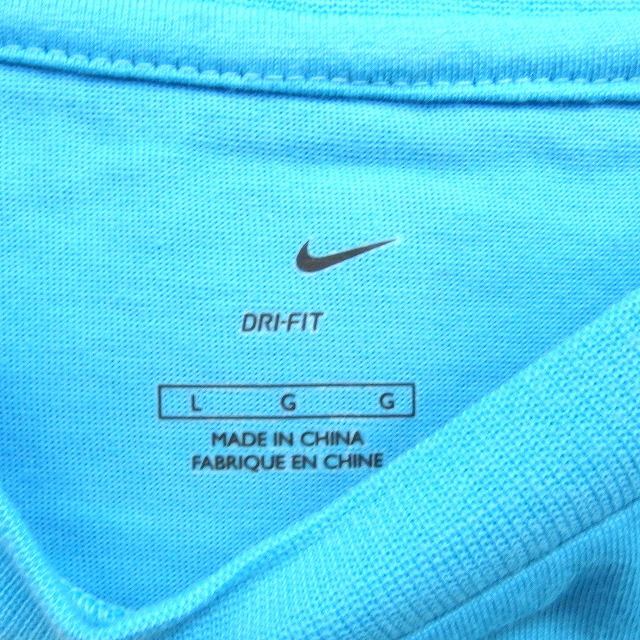 DRI-FIT
L G G
MADE IN CHINA
FABRIQUE EN CHINE